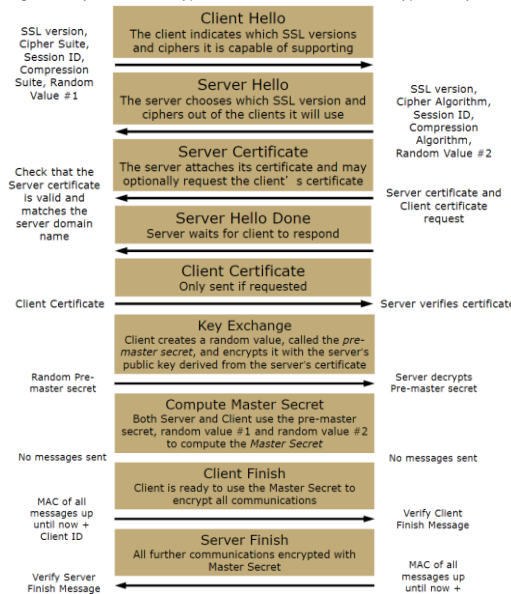 Client Hello
The client indicates which SSL versions
and ciphers it is capable of supporting
SSL version,
Cipher Suite,
Session ID,
Compression
Suite, Random
Value #1
Server Hello
The server chooses which SSL version and
ciphers out of the clients it will use
SSL version,
Cipher Algorithm,
Session ID,
Compression
Algorithm,
Random Value #2
Server Certificate
The server attaches its certificate and may
optionally request the client's certificate
Check that the
Server certificate
is valid and
matches the
server domain
name
Server certificate and
Client certificate
request
Server Hello Done
Server waits for client to respond
Client Certificate
Only sent if requested
Client Certificate
Server verifies certificate
Key Exchange
Client creates a random value, called the pre-
master secret, and encrypts it with the server's
public key derived from the server's certificate
Random Pre-
master secret
Server decrypts
Pre-master secret
Compute Master Secret
Both Server and Client use the pre-master
secret, random value #1 and random value #2
to compute the Master Secret
No messages sent
No messages sent
Client Finish
Client is ready to use the Master Secret to
encrypt all communications
MAC of all
messages up
until now +
Client ID
Verify Client
Finish Message
Server Finish
All further communications encrypted with
Master Secret
Verify Server
Finish Message
MAC of all
messages up
until now +